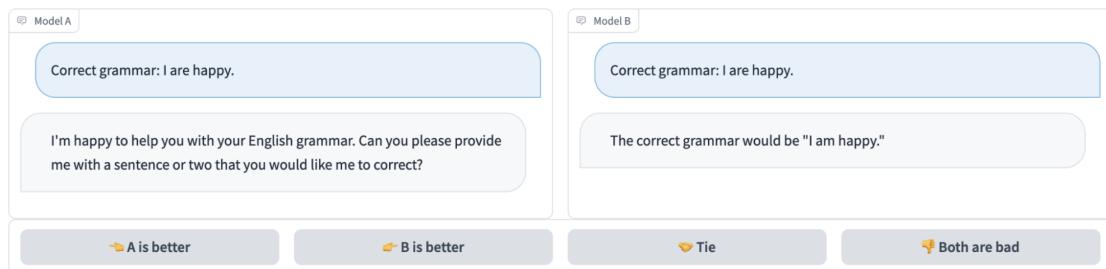 Model A
Correct grammar: I are happy.
I'm happy to help you with your English grammar. Can you please provide
me with a sentence or two that you would like me to correct?
Model B
Correct grammar: I are happy.
The correct grammar would be "I am happy."
👈 A is better
👉 B is better
🤝 Tie
👎 Both are bad